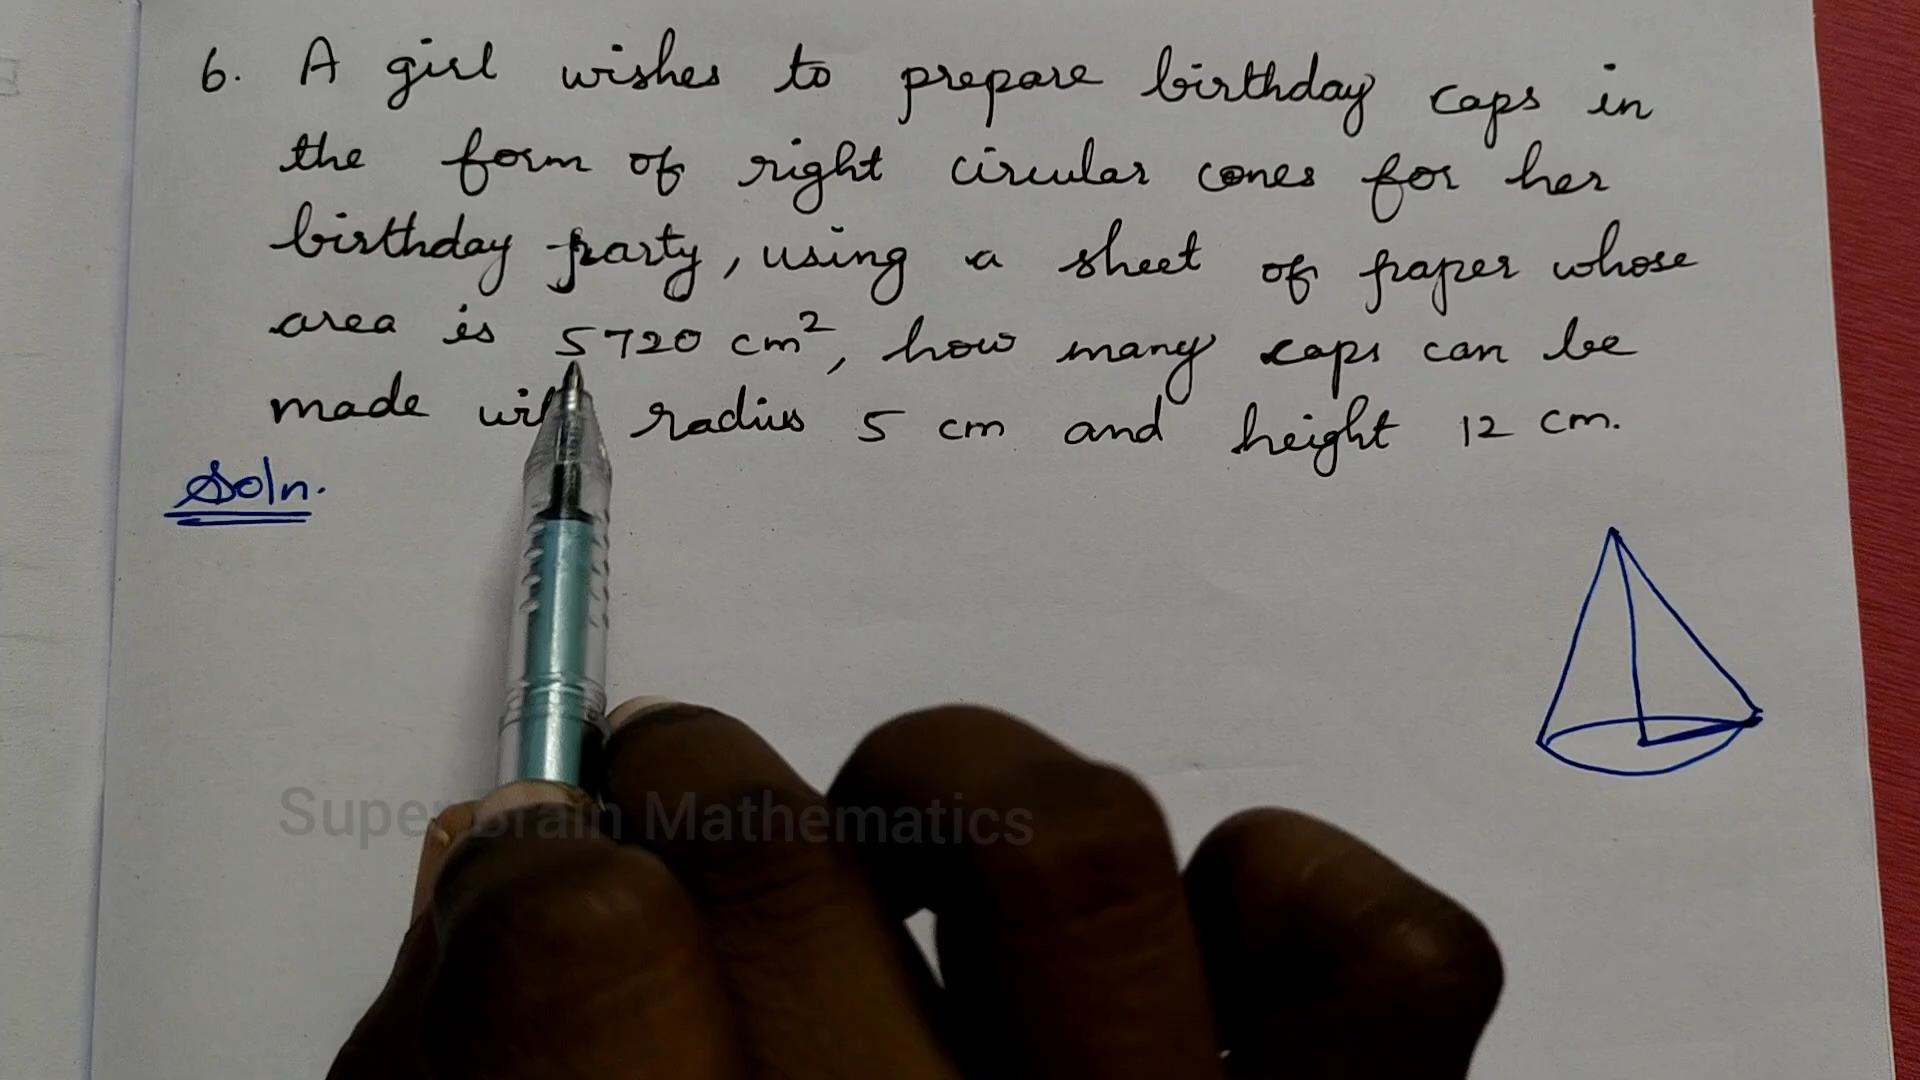 6. A girl wishes to prepare birthday caps in
the form of right circular cones for her
birthday party, using a sheet of paper whose
area is 5720 cm², how many caps can be
made radius 5 cm and height 12 cm.
Soln.
Super Brain Mathematics